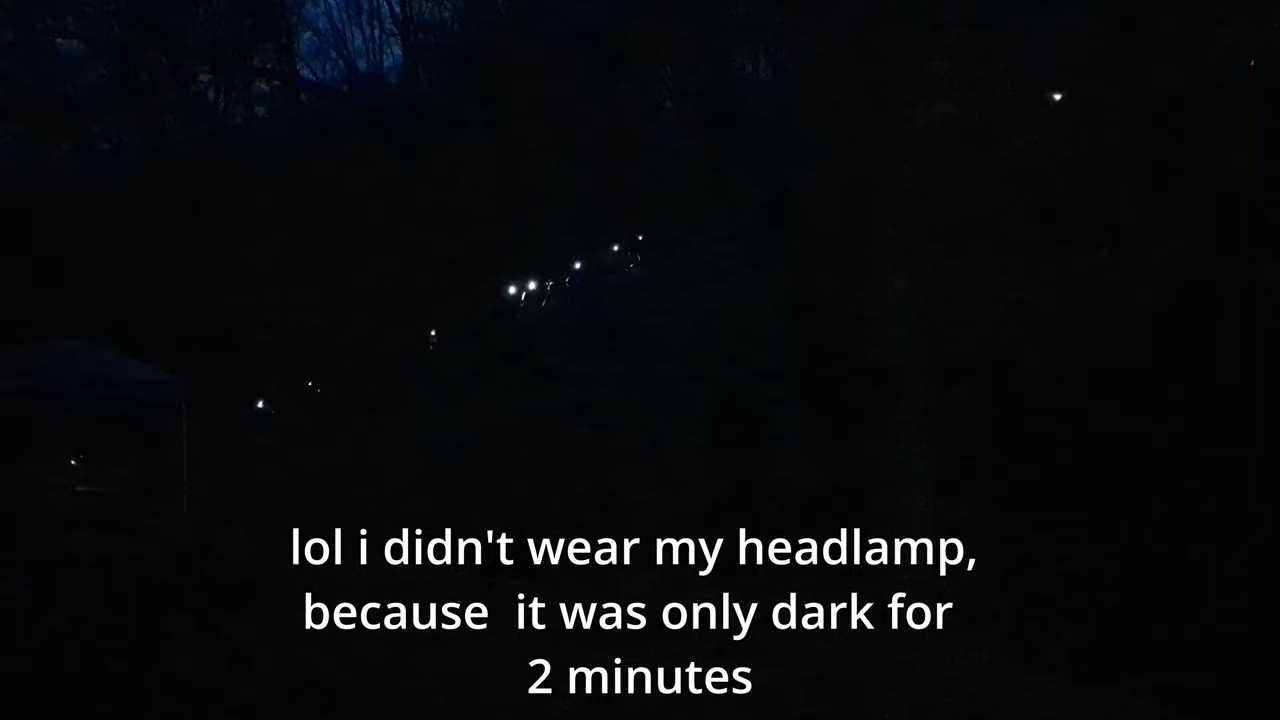 lol i didn't wear my headlamp,
because  it was only dark for
2 minutes